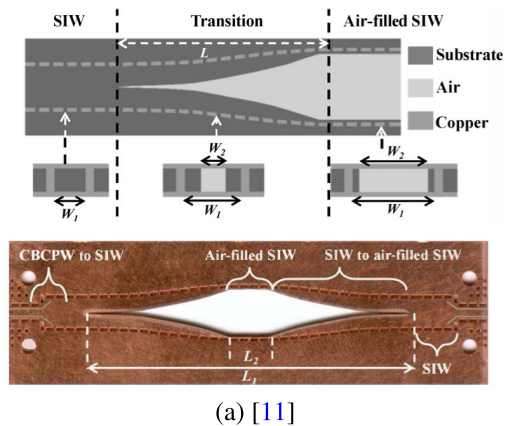 SIW Transition Air-filled SIW
L
Substrate
Air
Copper
W2 W2
W1 W1 W1
CBCPW to SIW Air-filled SIW SIW to air-filled SIW
L2
SIW
L1
(a) [11]